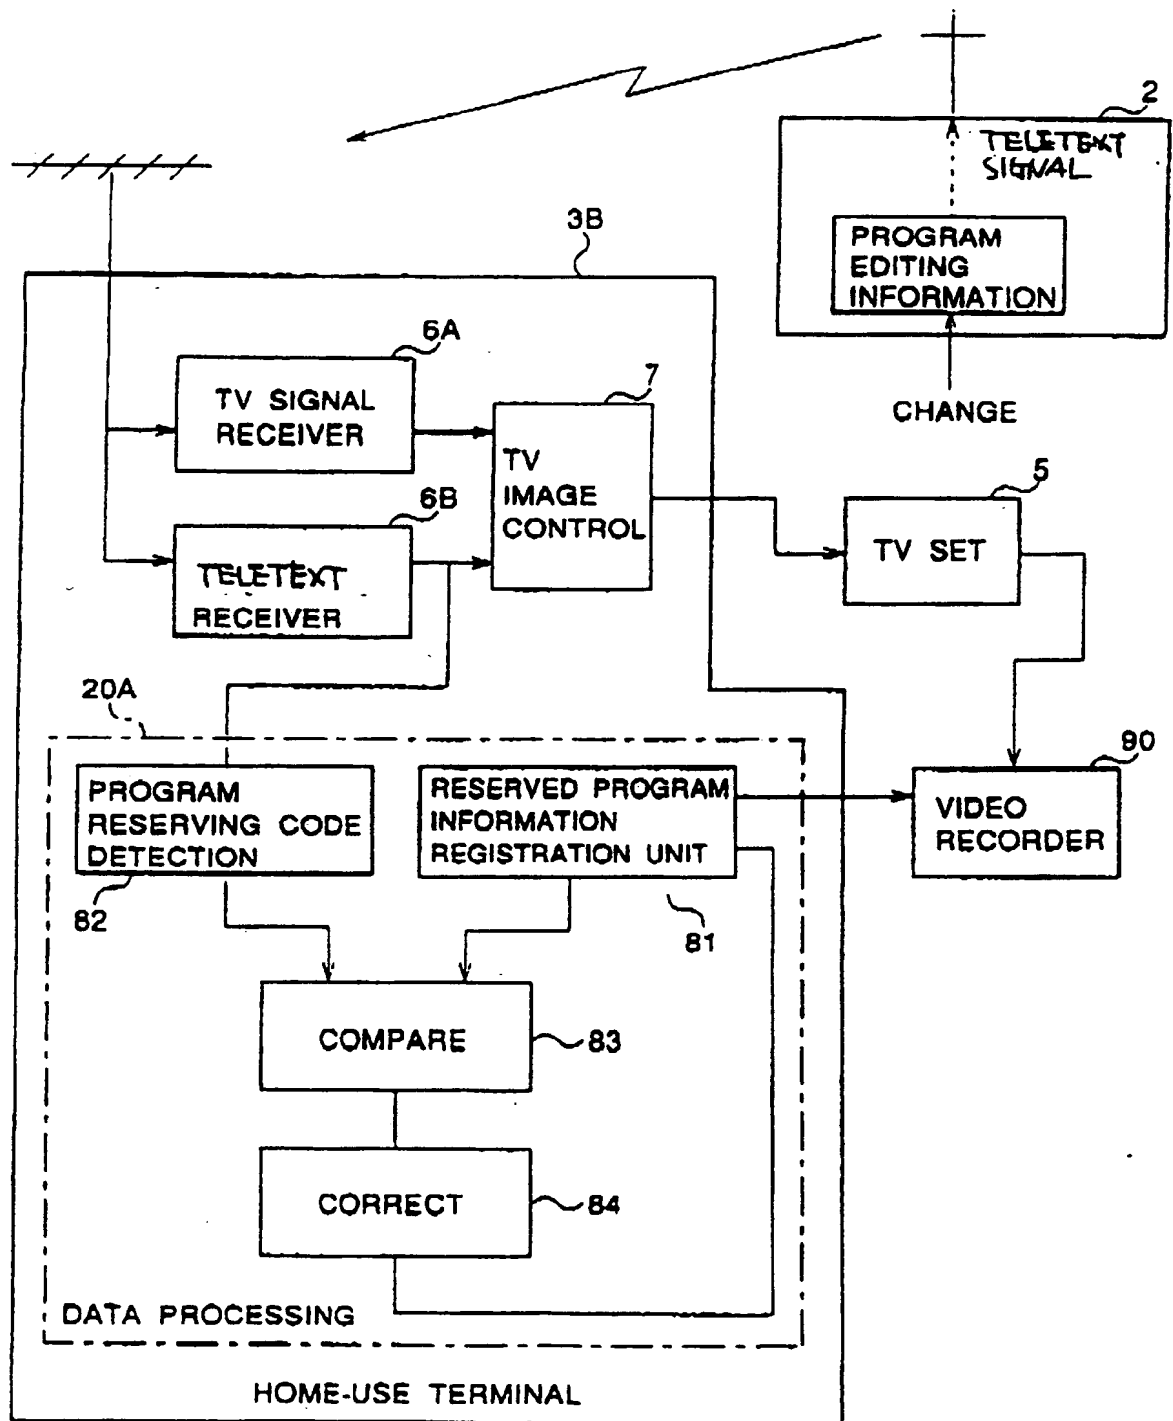 2
TELETEXT
SIGNAL
PROGRAM
EDITING
INFORMATION
CHANGE
3B
6A
TV SIGNAL
RECEIVER
7
TV
IMAGE
CONTROL
6B
TELETEXT
RECEIVER
5
TV SET
20A
PROGRAM
RESERVING CODE
DETECTION
82
RESERVED PROGRAM
INFORMATION
REGISTRATION UNIT
81
90
VIDEO
RECORDER
COMPARE
83
CORRECT
84
DATA PROCESSING
HOME-USE TERMINAL